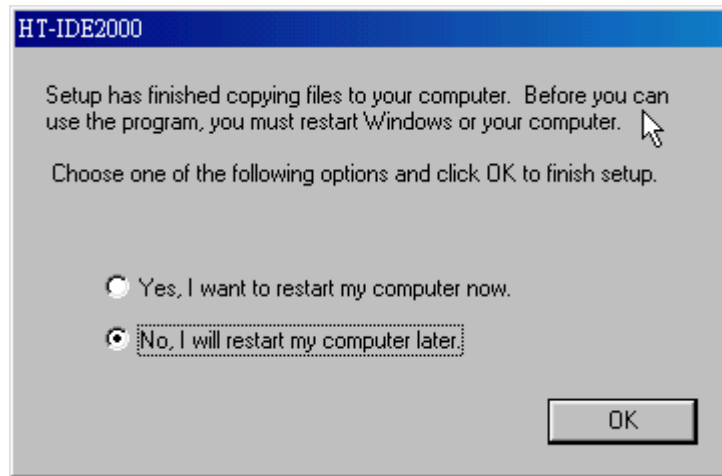 HT-IDE2000
Setup has finished copying files to your computer.  Before you can
use the program, you must restart Windows or your computer.
Choose one of the following options and click OK to finish setup.
Yes, I want to restart my computer now.
No, I will restart my computer later.
OK